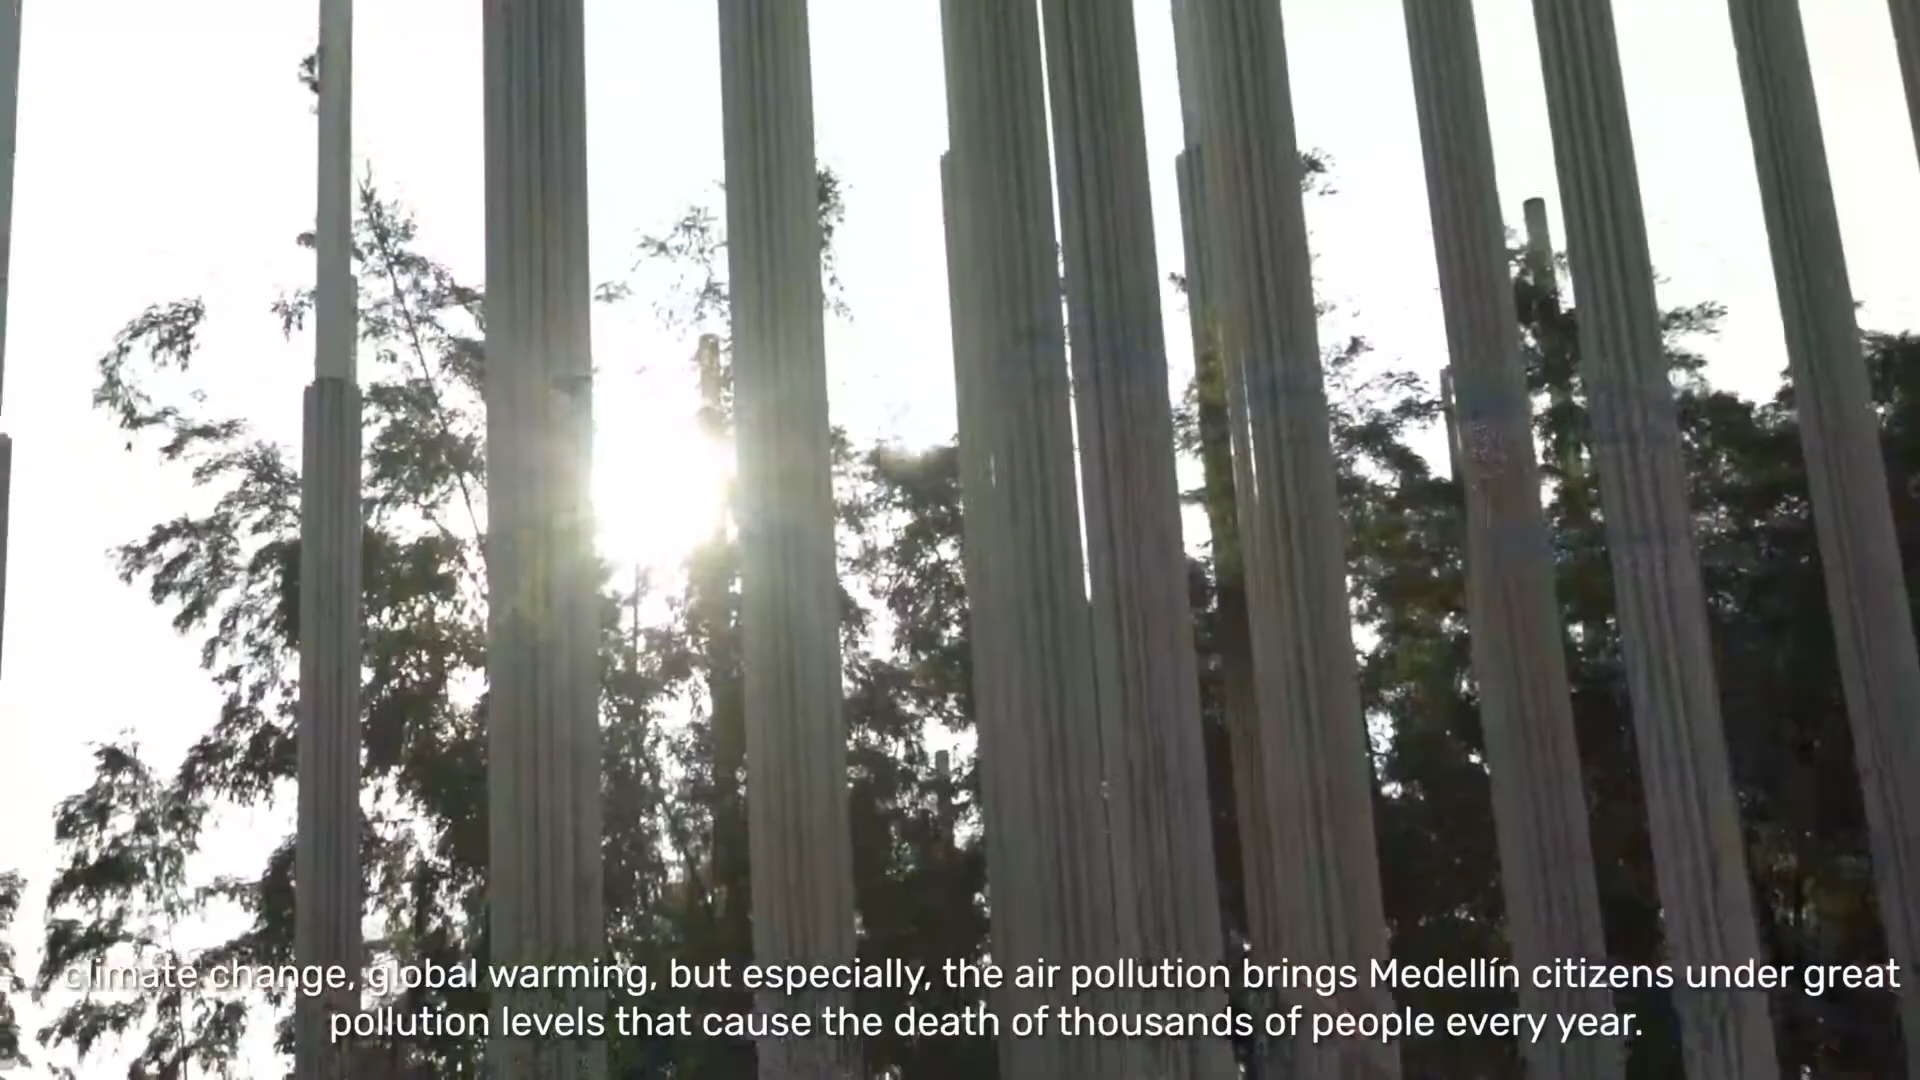 climate change, global warming, but especially, the air pollution brings Medellín citizens under great
pollution levels that cause the death of thousands of people every year.